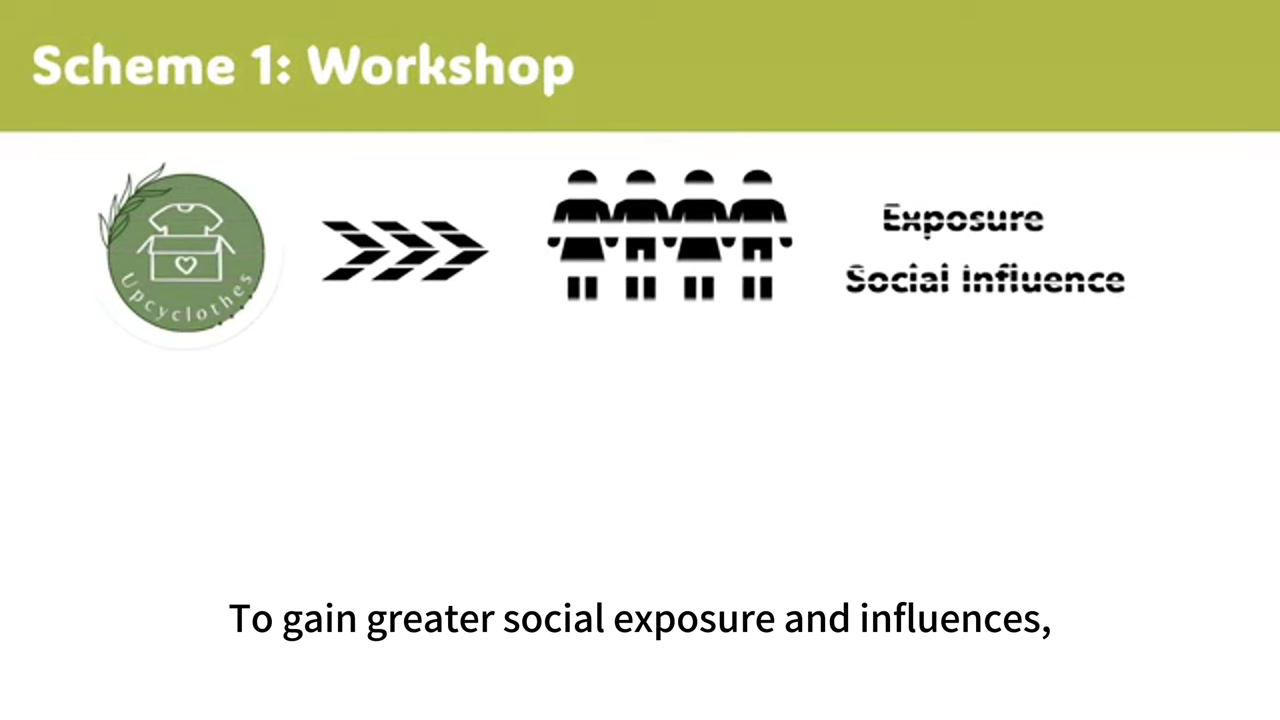 Scheme 1: Workshop
Upcyclothes
Exposure
Social Influence
To gain greater social exposure and influences,